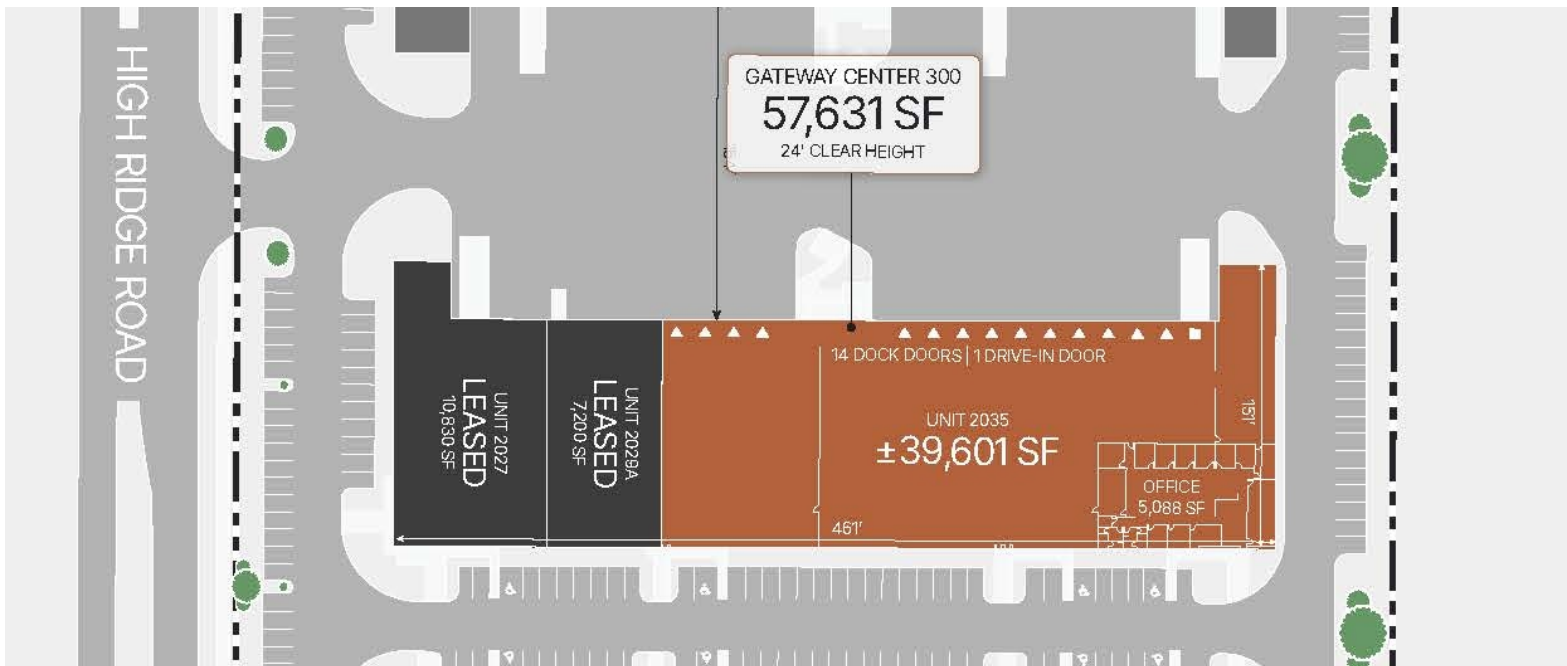 HIGH RIDGE ROAD
GATEWAY CENTER 300
57,631 SF
24' CLEAR HEIGHT
14 DOCK DOORS | 1 DRIVE-IN DOOR
UNIT 2027
LEASED
10,830 SF
UNIT 2029A
LEASED
7,200 SF
UNIT 2035
±39,601 SF
151'
OFFICE
5,088 SF
461'